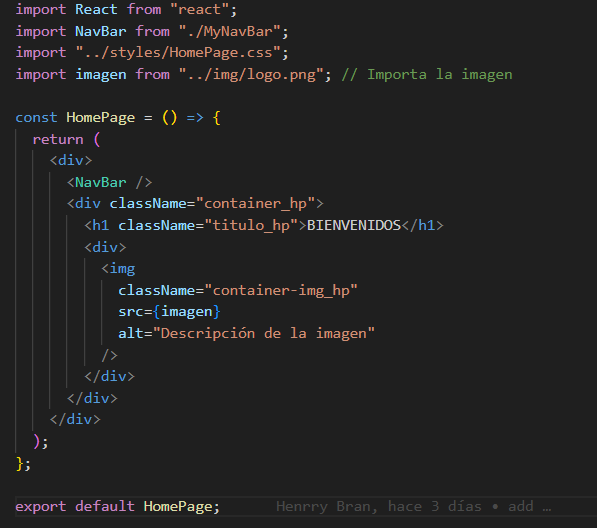 import React from "react";
import NavBar from "./MyNavBar";
import "../styles/HomePage.css";
import imagen from "../img/logo.png"; // Importa la imagen

const HomePage = () => {
  return (
    <div>
      <NavBar />
      <div className="container_hp">
        <h1 className="titulo_hp">BIENVENIDOS</h1>
        <div>
          <img
            className="container-img_hp"
            src={imagen}
            alt="Descripción de la imagen"
          />
        </div>
      </div>
    </div>
  );
};

export default HomePage;      Henrry Bran, hace 3 días • add …